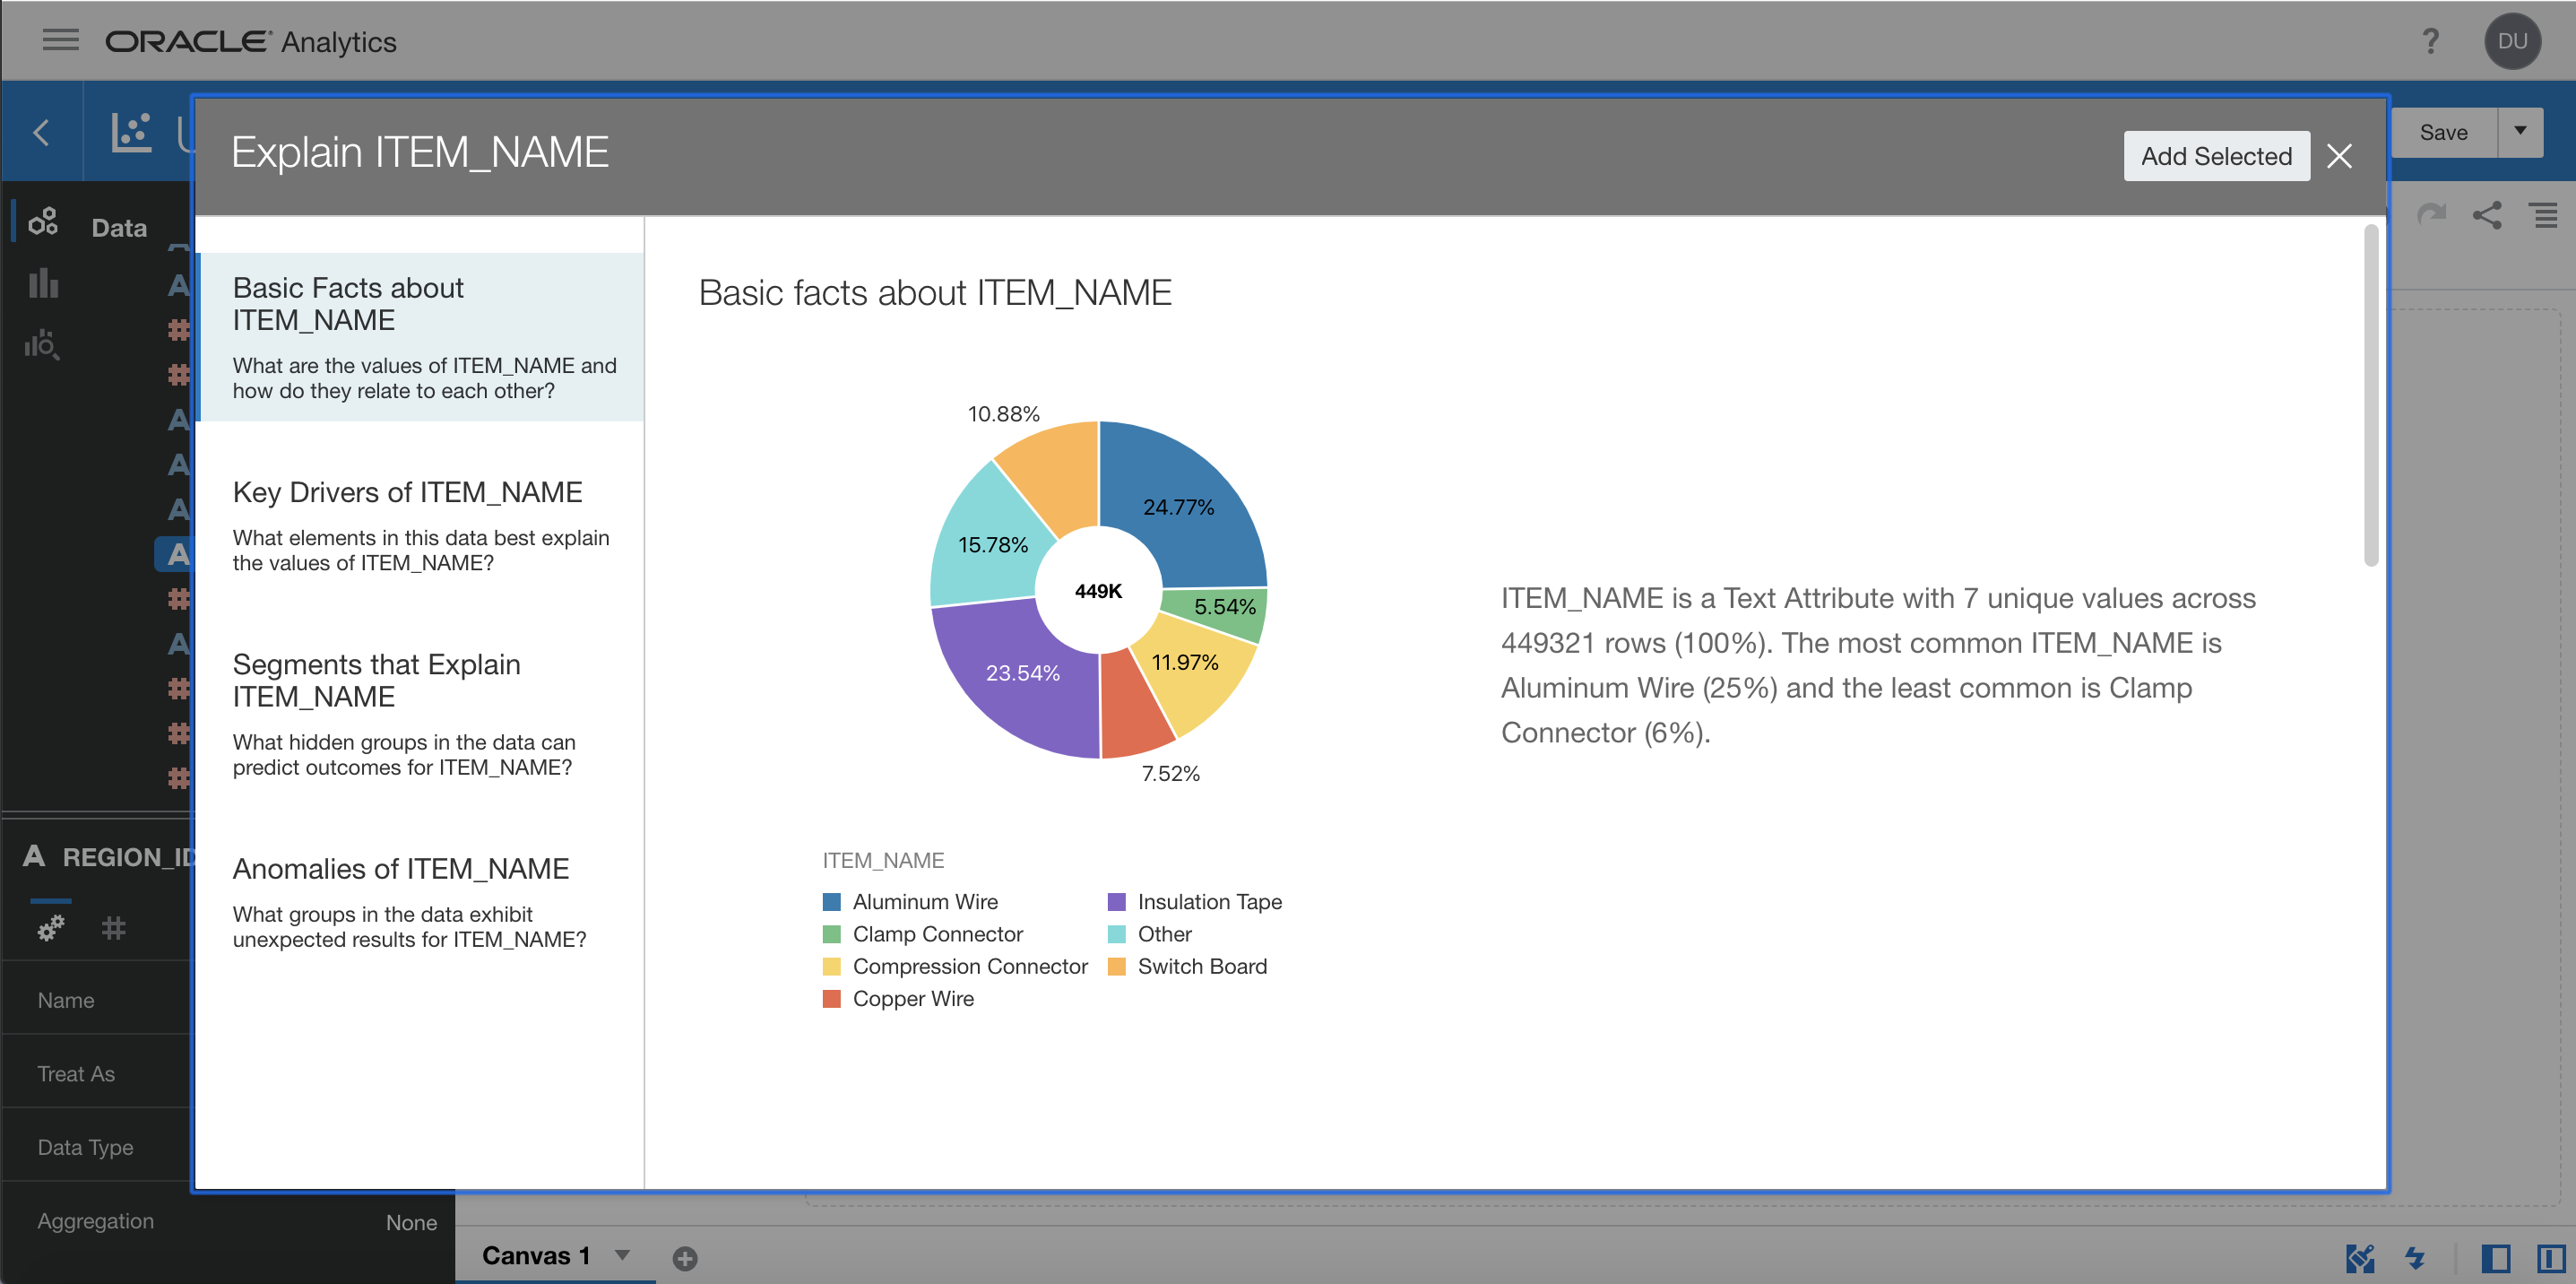 ORACLE Analytics
?
DU
Save
Explain ITEM_NAME
Add Selected
Data
Basic Facts about
ITEM_NAME
What are the values of ITEM_NAME and
how do they relate to each other?
Key Drivers of ITEM_NAME
What elements in this data best explain
the values of ITEM_NAME?
Segments that Explain
ITEM_NAME
What hidden groups in the data can
predict outcomes for ITEM_NAME?
Anomalies of ITEM_NAME
What groups in the data exhibit
unexpected results for ITEM_NAME?
Basic facts about ITEM_NAME
10.88%
24.77%
15.78%
449K
5.54%
11.97%
23.54%
7.52%
ITEM_NAME
Aluminum Wire
Clamp Connector
Compression Connector
Copper Wire
Insulation Tape
Other
Switch Board
ITEM_NAME is a Text Attribute with 7 unique values across
449321 rows (100%). The most common ITEM_NAME is
Aluminum Wire (25%) and the least common is Clamp
Connector (6%).
A
#
#
A
A
A
A
#
A
#
#
#
A REGION_ID
#
Name
Treat As
Data Type
Aggregation None
Canvas 1